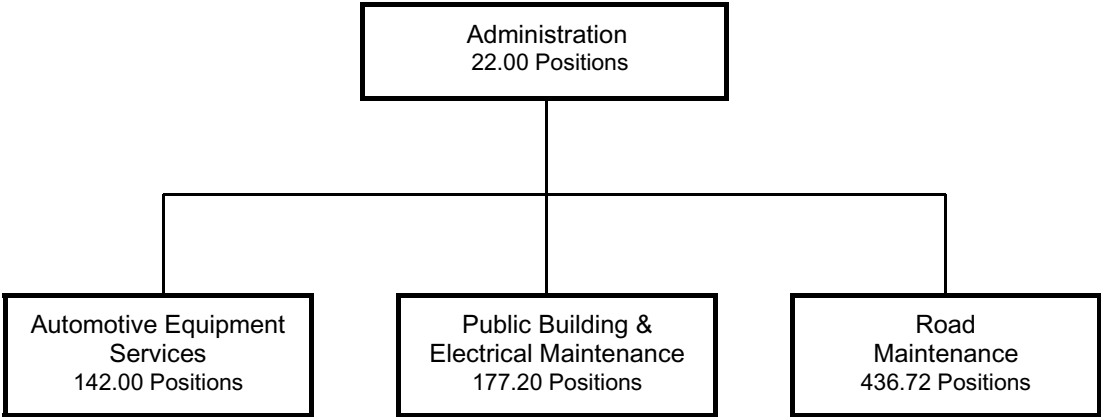 Administration
22.00 Positions
Automotive Equipment
Services
142.00 Positions
Public Building &
Electrical Maintenance
177.20 Positions
Road
Maintenance
436.72 Positions